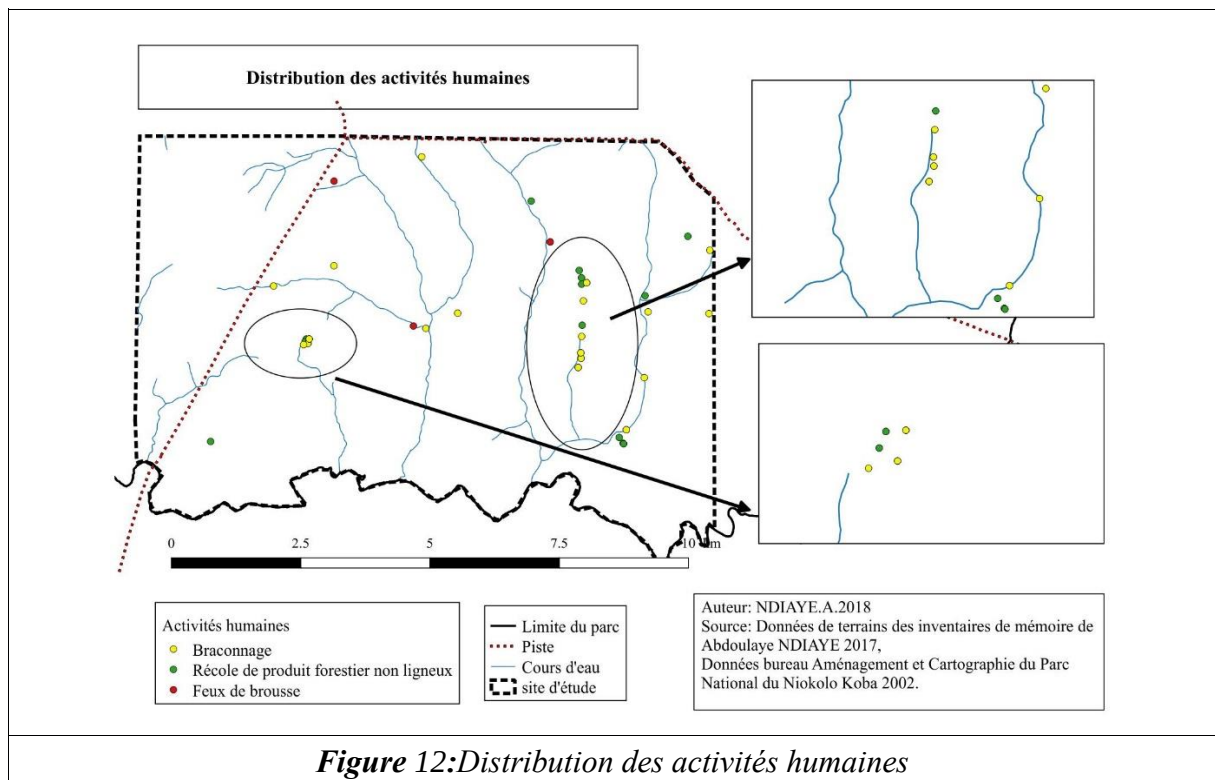 Distribution des activités humaines
0 2.5 5 7.5 10 km
Activités humaines
Braconnage
Récole de produit forestier non ligneux
Feux de brousse
Limite du parc
Piste
Cours d'eau
site d'étude
Auteur: NDIAYE.A.2018
Source: Données de terrains des inventaires de mémoire de
Abdoulaye NDIAYE 2017,
Données bureau Aménagement et Cartographie du Parc
National du Niokolo Koba 2002.
Figure 12:Distribution des activités humaines